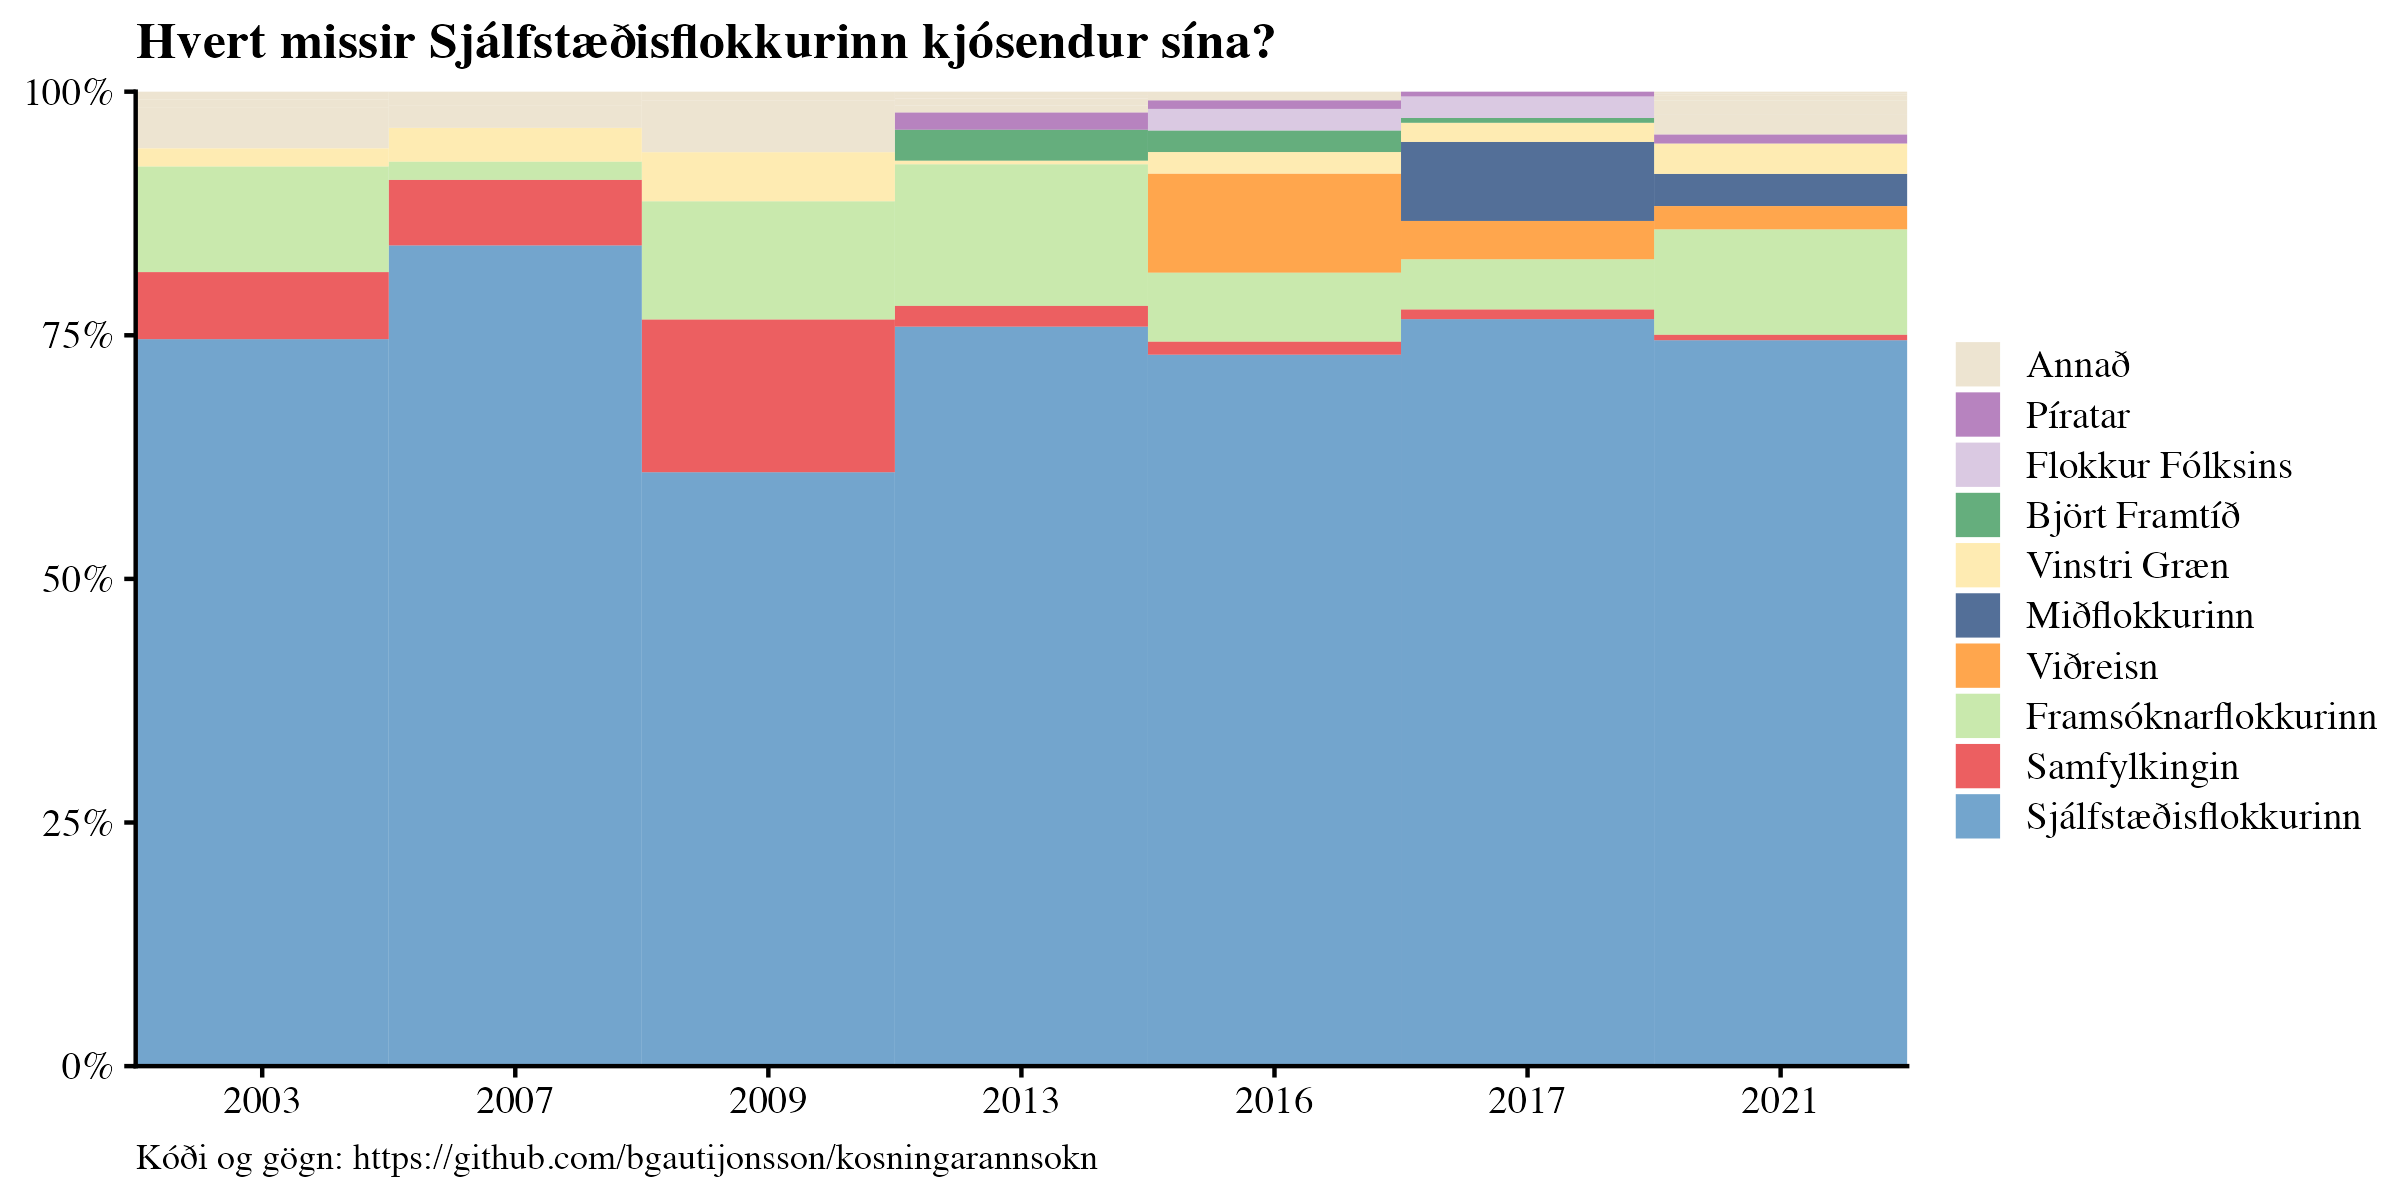 Hvert missir Sjálfstæðisflokkurinn kjósendur sína?
100%
75%
50%
25%
0%
2003 2007 2009 2013 2016 2017 2021
Annað
Píratar
Flokkur Fólksins
Björt Framtíð
Vinstri Græn
Miðflokkurinn
Viðreisn
Framsóknarflokkurinn
Samfylkingin
Sjálfstæðisflokkurinn
Kóði og gögn: https://github.com/bgautijonsson/kosningarannsokn